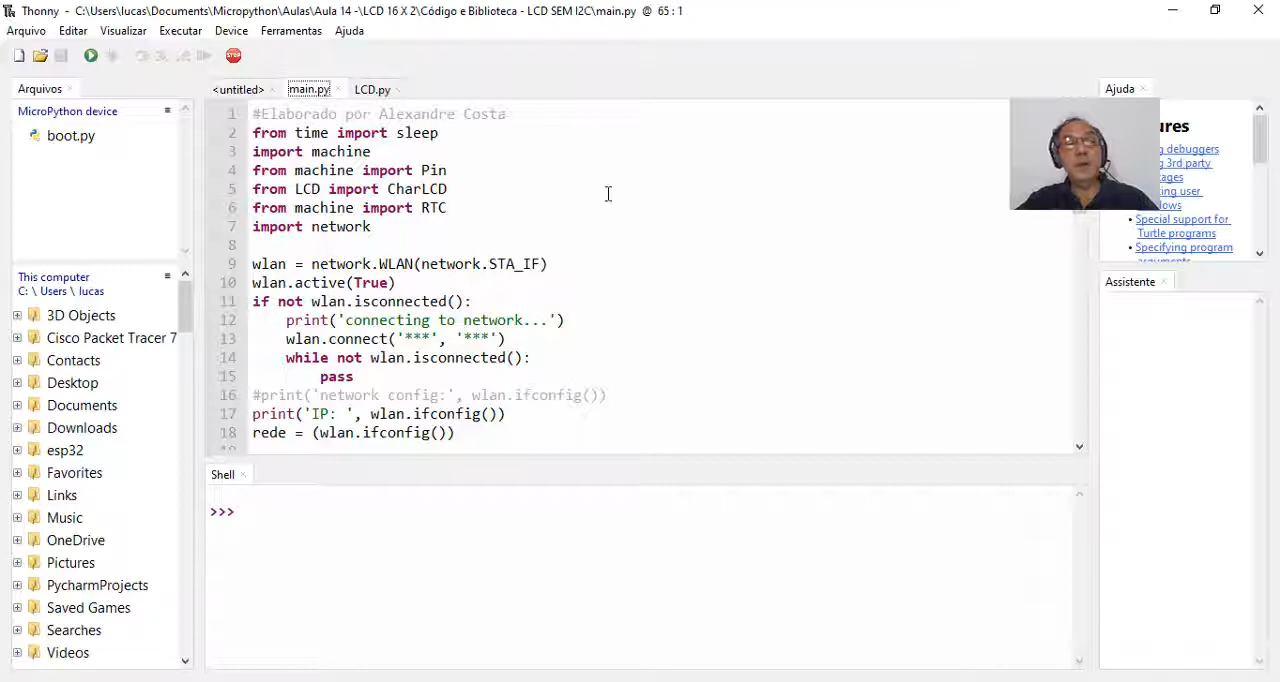 Thonny - C:\Users\lucas\Documents\Micropython\Aulas\Aula 14 -\LCD 16 X 2\Código e Biblioteca - LCD SEM I2C\main.py @ 65 : 1
Arquivo Editar Visualizar Executar Device Ferramentas Ajuda
STOP
Arquivos
MicroPython device
boot.py
This computer
C: \ Users \ lucas
3D Objects
Cisco Packet Tracer 7
Contacts
Desktop
Documents
Downloads
esp32
Favorites
Links
Music
OneDrive
Pictures
PycharmProjects
Saved Games
Searches
Videos
<untitled> main.py LCD.py
1 #Elaborado por Alexandre Costa
2 from time import sleep
3 import machine
4 from machine import Pin
5 from LCD import CharLCD
6 from machine import RTC
7 import network
8
9 wlan = network.WLAN(network.STA_IF)
10 wlan.active(True)
11 if not wlan.isconnected():
12     print('connecting to network...')
13     wlan.connect('***', '***')
14     while not wlan.isconnected():
15         pass
16 #print('network config:', wlan.ifconfig())
17 print('IP: ', wlan.ifconfig())
18 rede = (wlan.ifconfig())
Shell
>>>
Ajuda
ures
debuggers
3rd party
ages
user
Special support for
Turtle programs
Specifying program
Assistente